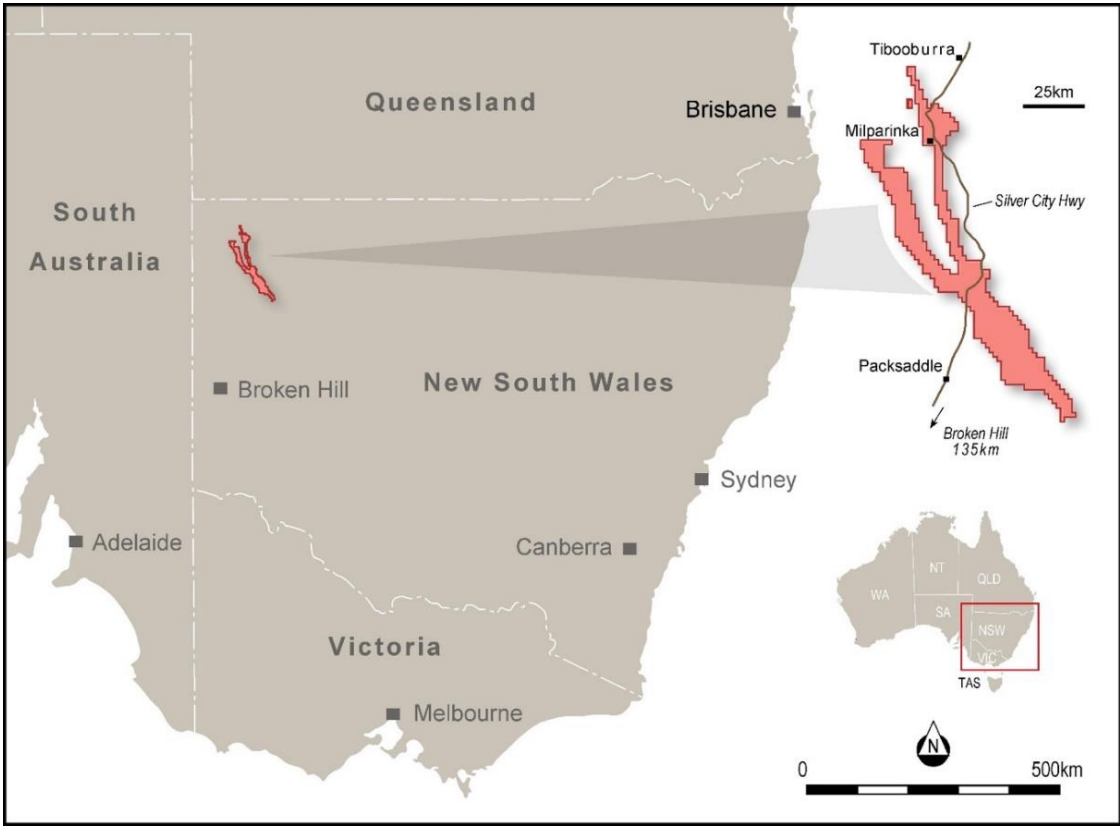 Queensland
Brisbane
South
Australia
Broken Hill
New South Wales
Sydney
Adelaide
Canberra
Victoria
Melbourne
Tibooburra
25km
Milparinka
Silver City Hwy
Packsaddle
Broken Hill
135km
NT
QLD
WA
SA
NSW
VIC
TAS
N
0
500km